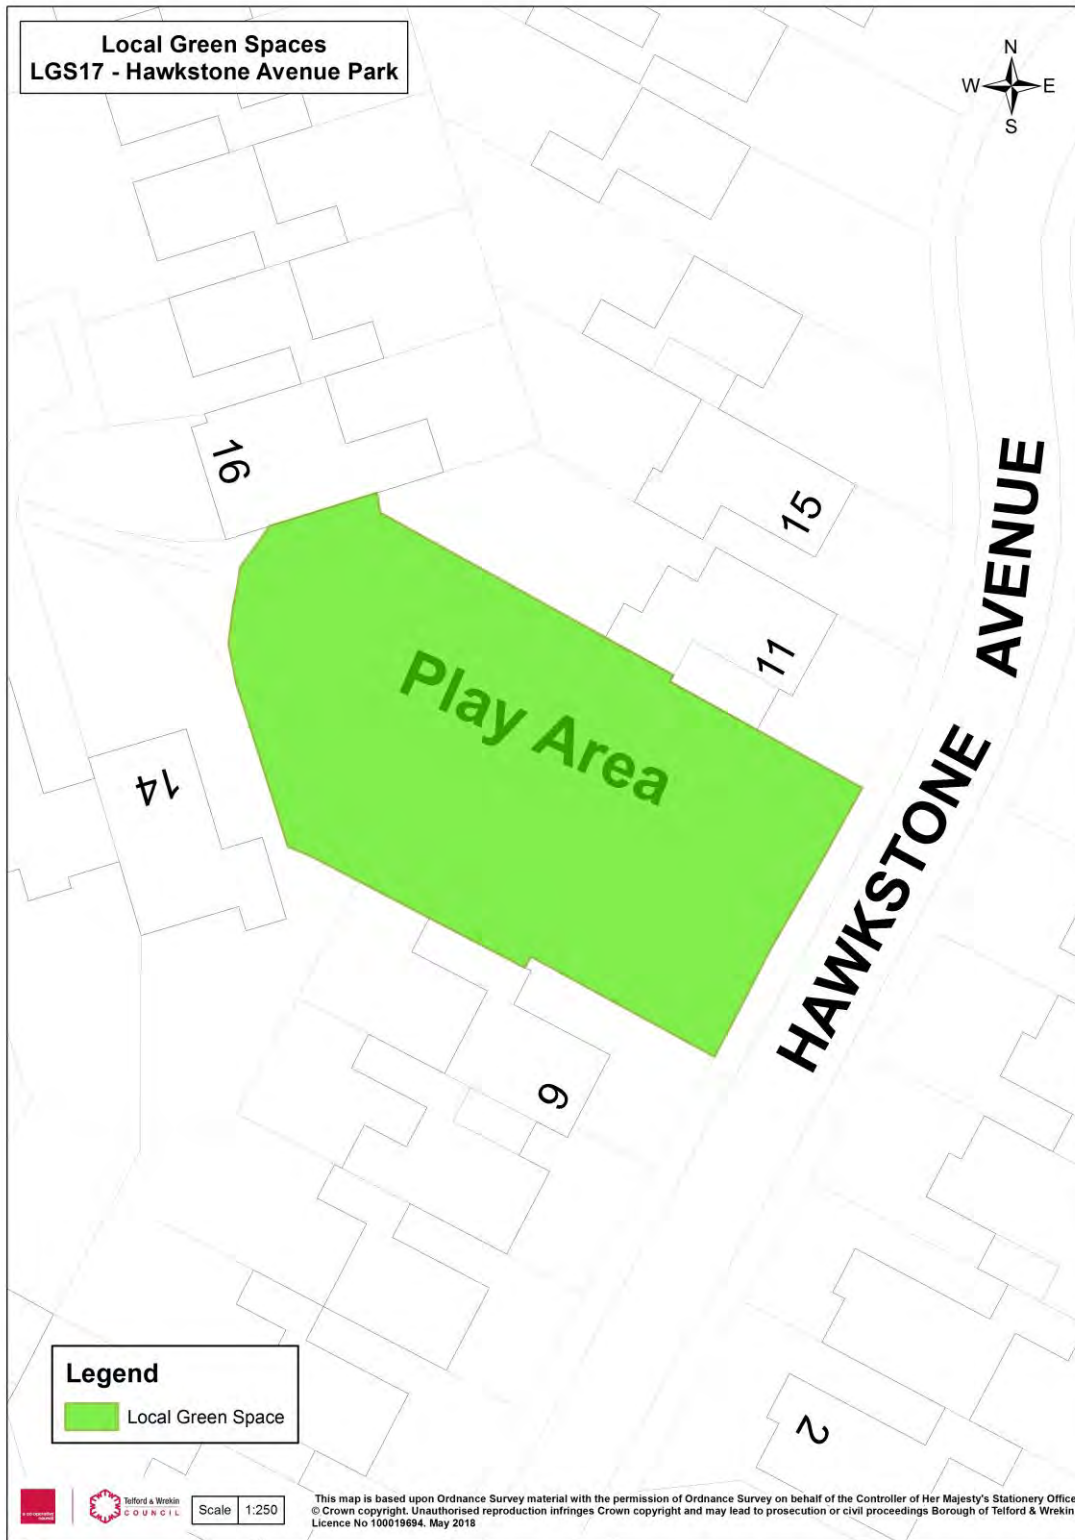 Local Green Spaces
LGS17 - Hawkstone Avenue Park
N
W E
S
16
15
11
Play Area
14
HAWKSTONE AVENUE
6
2
Legend
Local Green Space
Telford & Wrekin
COUNCIL
Scale 1:250
This map is based upon Ordnance Survey material with the permission of Ordnance Survey on behalf of the Controller of Her Majesty's Stationery Office
© Crown copyright. Unauthorised reproduction infringes Crown copyright and may lead to prosecution or civil proceedings Borough of Telford & Wrekin
Licence No 100019694. May 2018